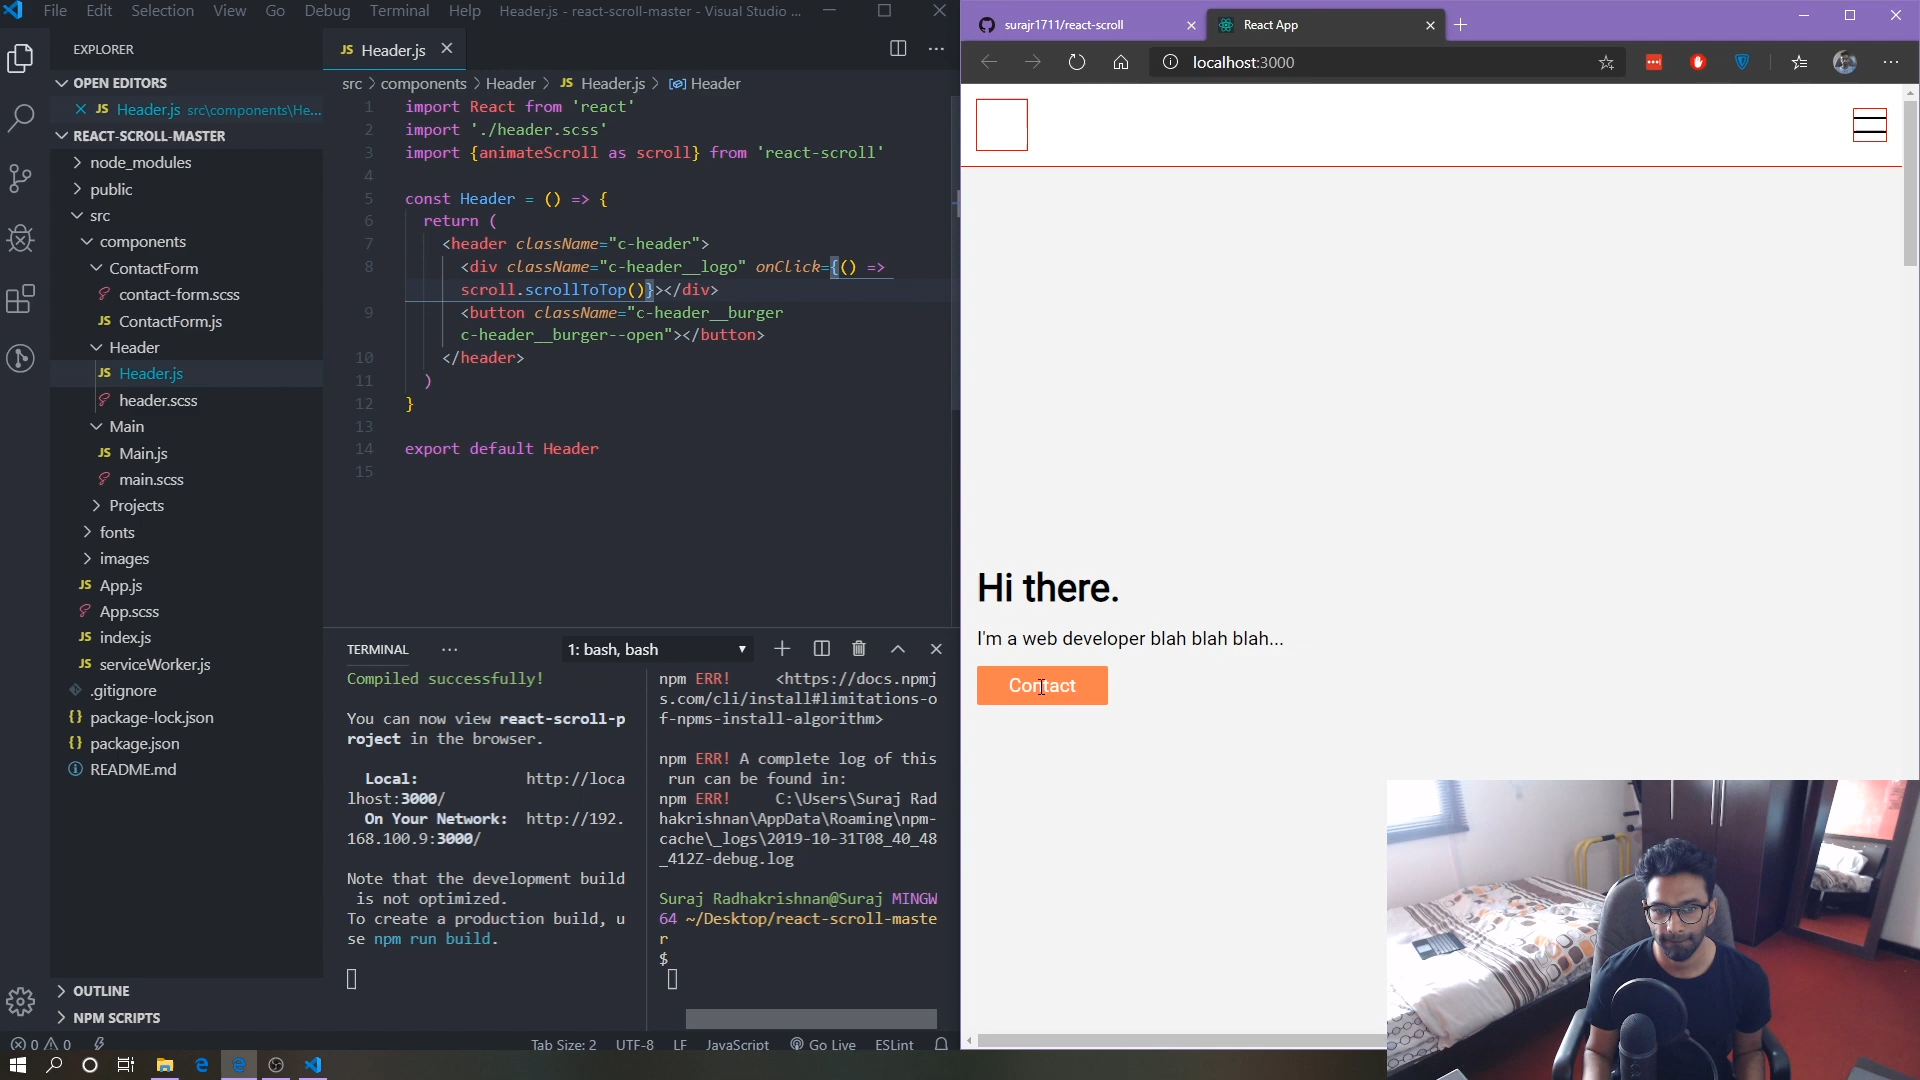 File Edit Selection View Go Debug Terminal Help Header.js - react-scroll-master - Visual Studio ...
EXPLORER
OPEN EDITORS
JS Header.js src\components\He...
REACT-SCROLL-MASTER
node_modules
public
src
components
ContactForm
contact-form.scss
JS ContactForm.js
Header
JS Header.js
header.scss
Main
JS Main.js
main.scss
Projects
fonts
images
JS App.js
App.scss
JS index.js
JS serviceWorker.js
.gitignore
{} package-lock.json
{} package.json
README.md
OUTLINE
NPM SCRIPTS
JS Header.js
src > components > Header > JS Header.js > Header
1 import React from 'react'
2 import './header.scss'
3 import {animateScroll as scroll} from 'react-scroll'
4
5 const Header = () => {
6 return (
7 <header className="c-header">
8 <div className="c-header__logo" onClick={() =>
scroll.scrollToTop()}></div>
9 <button className="c-header__burger
c-header__burger--open"></button>
10 </header>
11 )
12 }
13
14 export default Header
15
TERMINAL ... 1: bash, bash
Compiled successfully!
You can now view react-scroll-p
roject in the browser.
Local: http://loca
lhost:3000/
On Your Network: http://192.
168.100.9:3000/
Note that the development build
is not optimized.
To create a production build, u
se npm run build.
npm ERR! <https://docs.npmj
s.com/cli/install#limitations-o
f-npms-install-algorithm>
npm ERR! A complete log of this
run can be found in:
npm ERR! C:\Users\Suraj Rad
hakrishnan\AppData\Roaming\npm-
cache\_logs\2019-10-31T08_40_48
_412Z-debug.log
Suraj Radhakrishnan@Suraj MINGW
64 ~/Desktop/react-scroll-maste
r
$
0 0 Tab Size: 2 UTF-8 LF JavaScript Go Live ESLint
surajr1711/react-scroll
React App
localhost:3000
Hi there.
I'm a web developer blah blah blah...
Contact